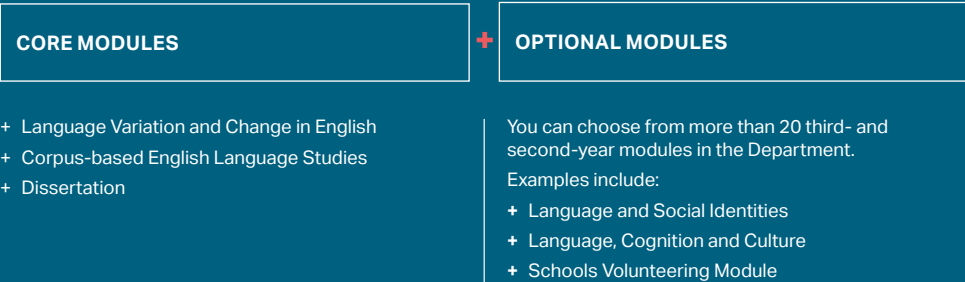 CORE MODULES
+
OPTIONAL MODULES
+ Language Variation and Change in English
+ Corpus-based English Language Studies
+ Dissertation
You can choose from more than 20 third- and
second-year modules in the Department.
Examples include:
+ Language and Social Identities
+ Language, Cognition and Culture
+ Schools Volunteering Module